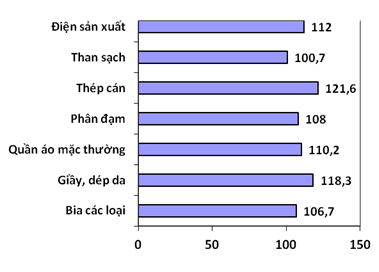 Điện sản xuất 112
Than sạch 100,7
Thép cán 121,6
Phân đạm 108
Quần áo mặc thường 110,2
Giầy, dép da 118,3
Bia các loại 106,7
0 50 100 150